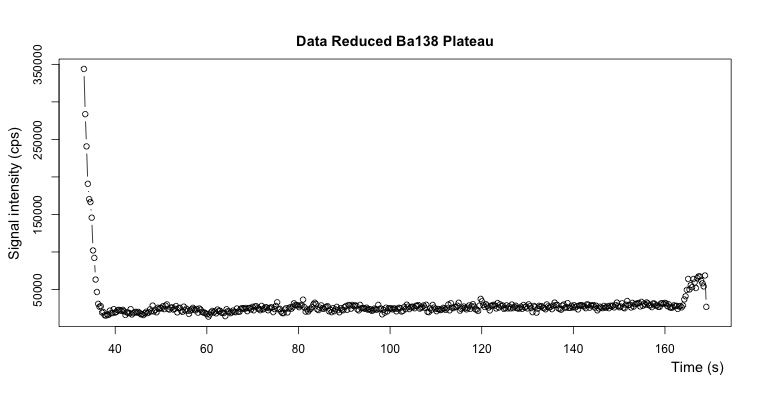 Data Reduced Ba138 Plateau
Signal intensity (cps)
350000
250000
150000
50000
40 60 80 100 120 140 160
Time (s)